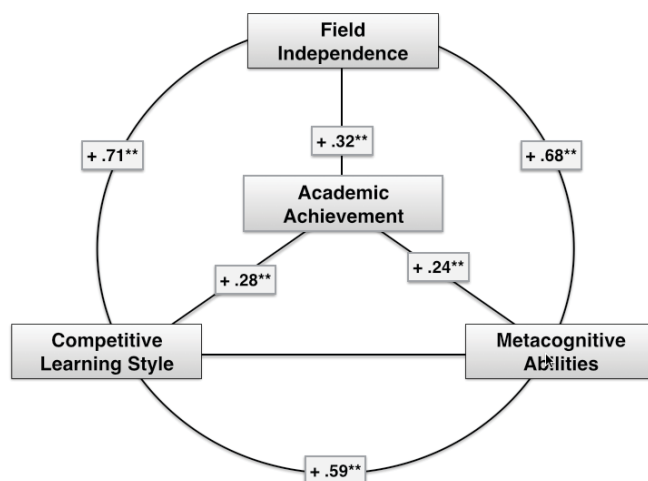 Field
Independence
+ .71**
+ .32**
+ .68**
Academic
Achievement
+ .28**
+ .24**
Competitive
Learning Style
Metacognitive
Abilities
+ .59**